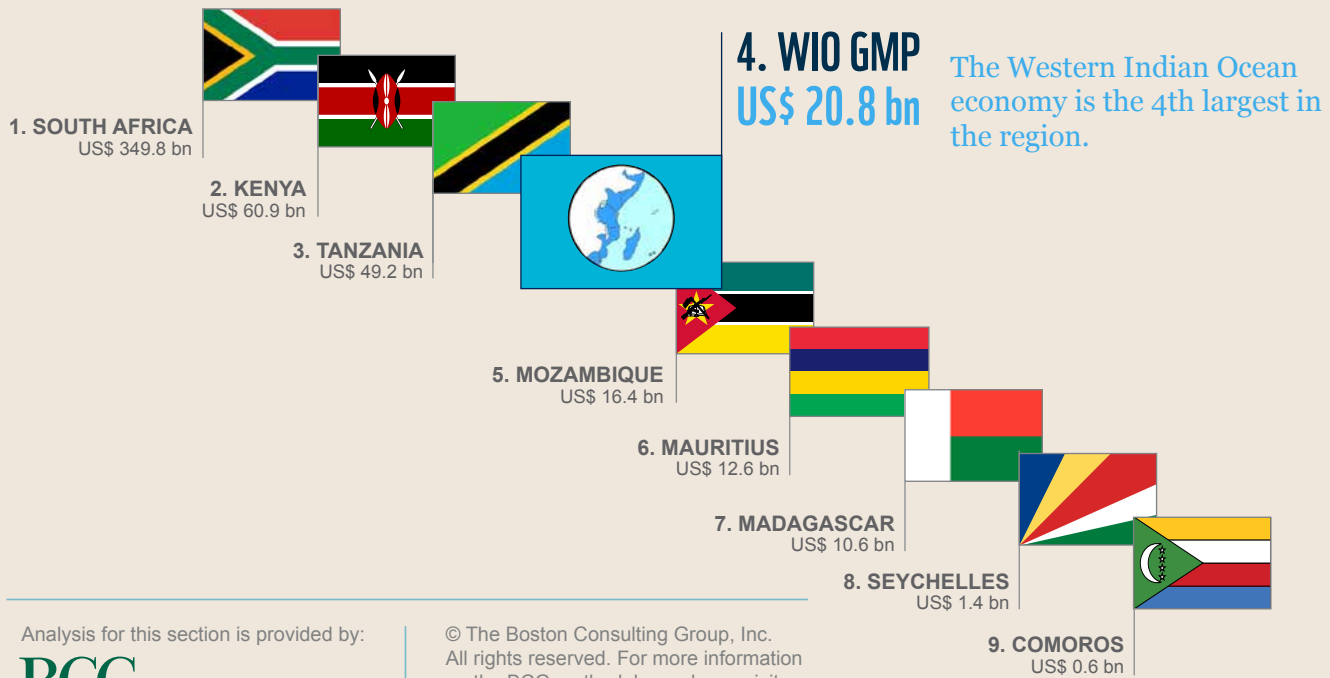 1. SOUTH AFRICA
US$ 349.8 bn
2. KENYA
US$ 60.9 bn
3. TANZANIA
US$ 49.2 bn
4. WIO GMP
US$ 20.8 bn
The Western Indian Ocean
economy is the 4th largest in
the region.
5. MOZAMBIQUE
US$ 16.4 bn
6. MAURITIUS
US$ 12.6 bn
7. MADAGASCAR
US$ 10.6 bn
8. SEYCHELLES
US$ 1.4 bn
9. COMOROS
US$ 0.6 bn
Analysis for this section is provided by:
BCG
© The Boston Consulting Group, Inc.
All rights reserved. For more information